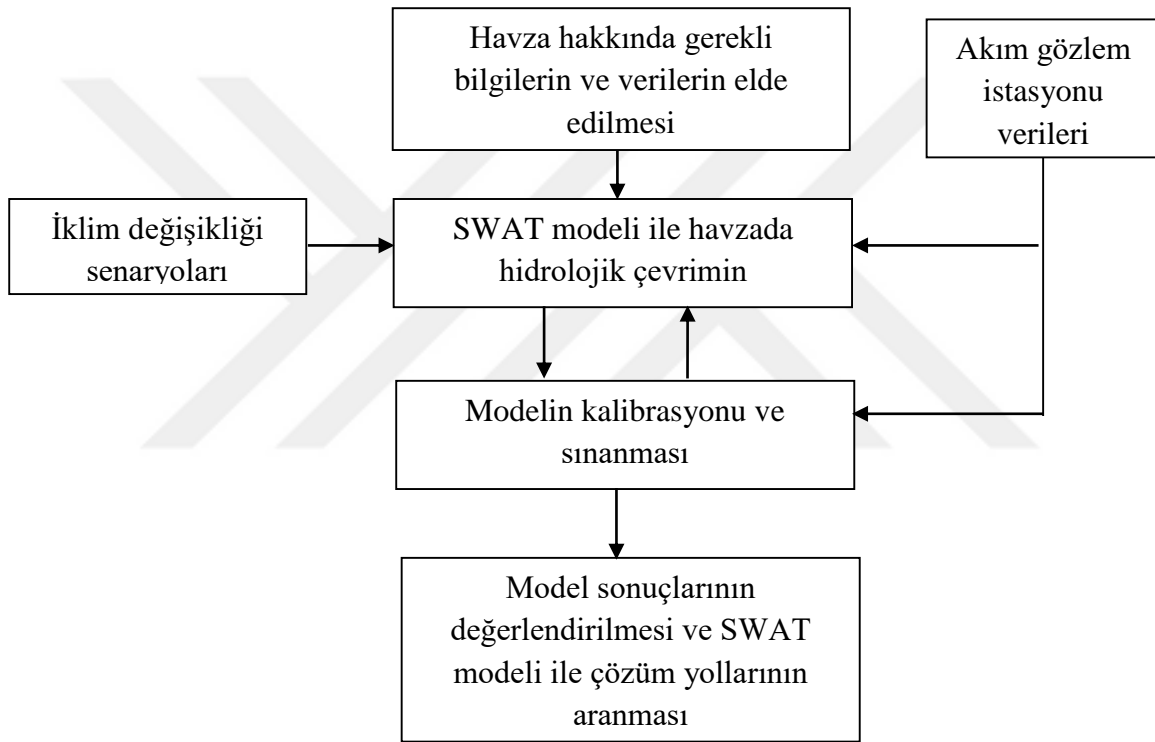 Havza hakkında gerekli
bilgilerin ve verilerin elde
edilmesi
Akım gözlem
istasyonu
verileri
İklim değişikliği
senaryoları
SWAT modeli ile havzada
hidrolojik çevrimin
Modelin kalibrasyonu ve
sınanması
Model sonuçlarının
değerlendirilmesi ve SWAT
modeli ile çözüm yollarının
aranması